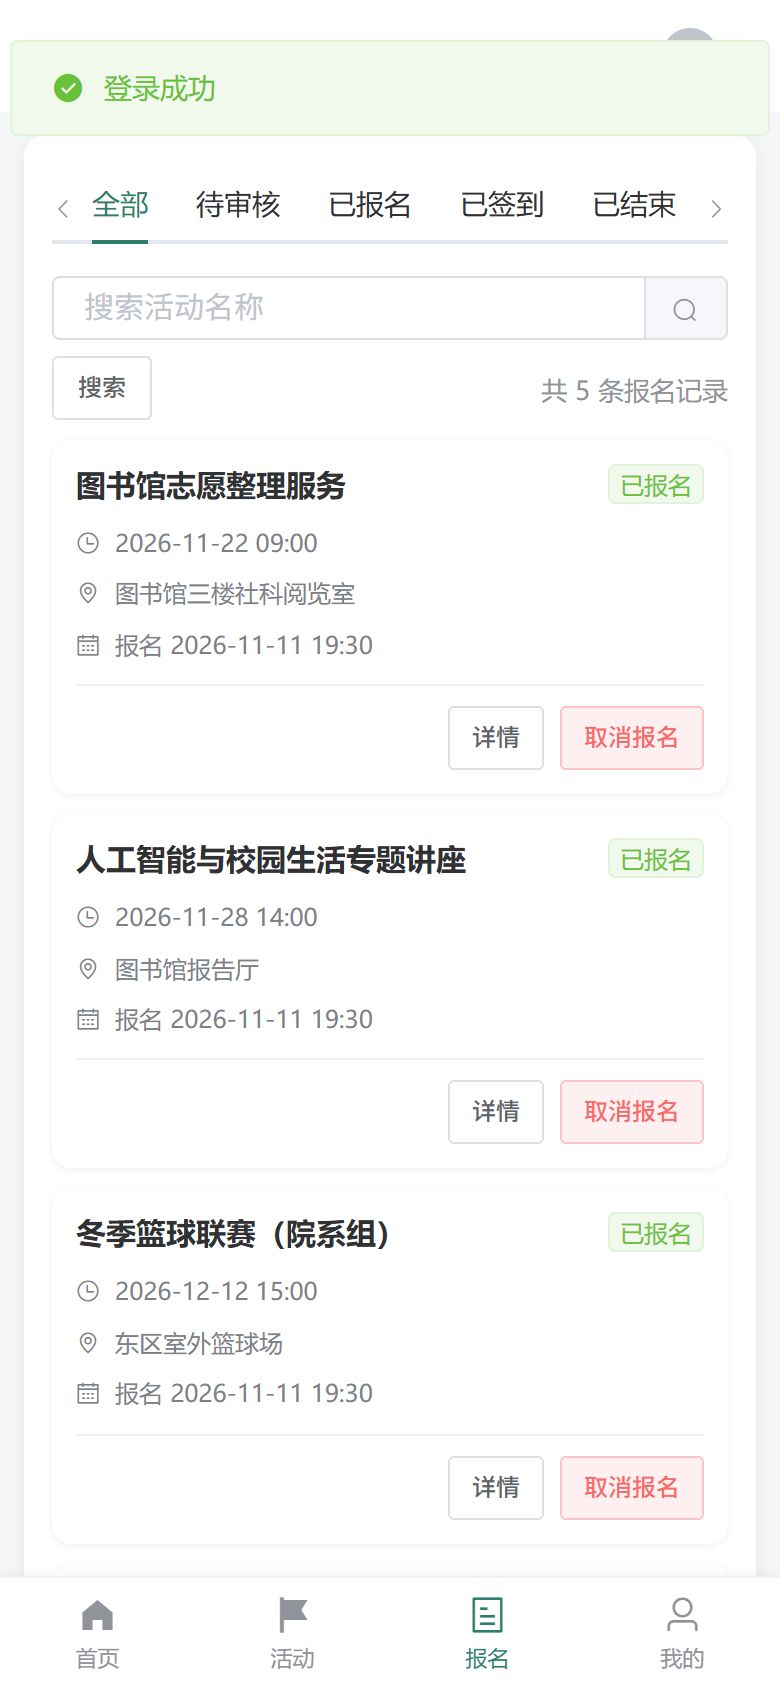 登录成功
全部 待审核 已报名 已签到 已结束
搜索活动名称
搜索
共 5 条报名记录
图书馆志愿整理服务 已报名
2026-11-22 09:00
图书馆三楼社科阅览室
报名 2026-11-11 19:30
详情 取消报名
人工智能与校园生活专题讲座 已报名
2026-11-28 14:00
图书馆报告厅
报名 2026-11-11 19:30
详情 取消报名
冬季篮球联赛（院系组） 已报名
2026-12-12 15:00
东区室外篮球场
报名 2026-11-11 19:30
详情 取消报名
首页 活动 报名 我的